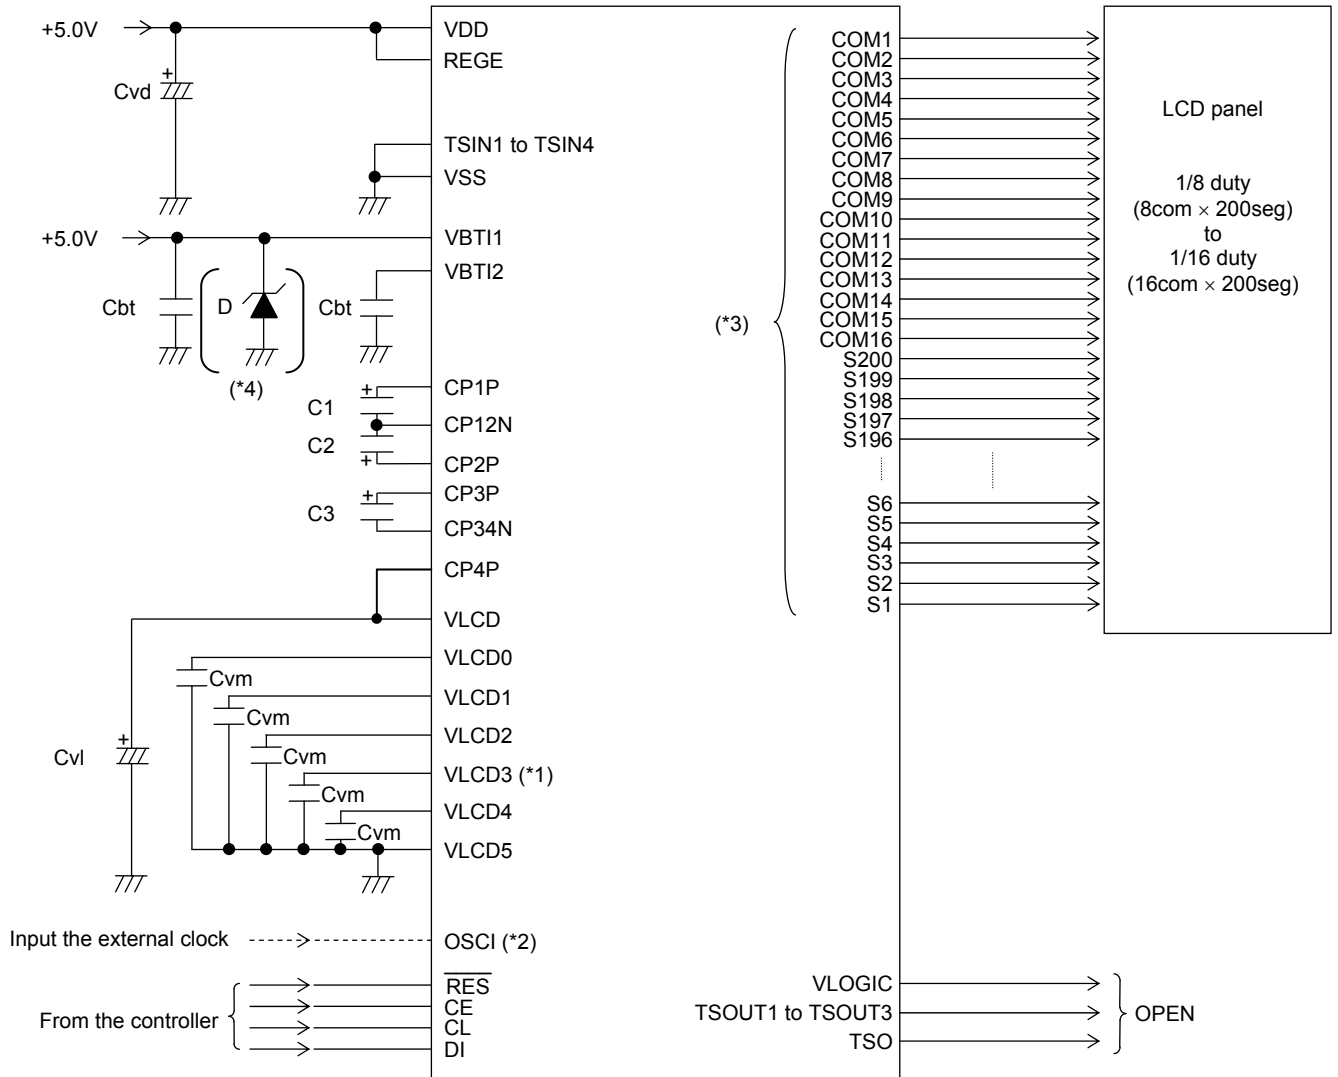 +5.0V
Cvd
+
VDD
REGE
TSIN1 to TSIN4
VSS
+5.0V
VBTI1
VBTI2
Cbt
D
Cbt
(*4)
CP1P
+
C1
CP12N
C2
+
CP2P
CP3P
+
C3
CP34N
CP4P
VLCD
VLCD0
Cvm
VLCD1
Cvm
VLCD2
Cvm
VLCD3 (*1)
Cvm
VLCD4
Cvm
VLCD5
+
Cvl
Input the external clock
OSCI (*2)
From the controller
RES
CE
CL
DI
(*3)
COM1
COM2
COM3
COM4
COM5
COM6
COM7
COM8
COM9
COM10
COM11
COM12
COM13
COM14
COM15
COM16
S200
S199
S198
S197
S196
S6
S5
S4
S3
S2
S1
LCD panel
1/8 duty
(8com × 200seg)
to
1/16 duty
(16com × 200seg)
VLOGIC
TSOUT1 to TSOUT3
TSO
OPEN